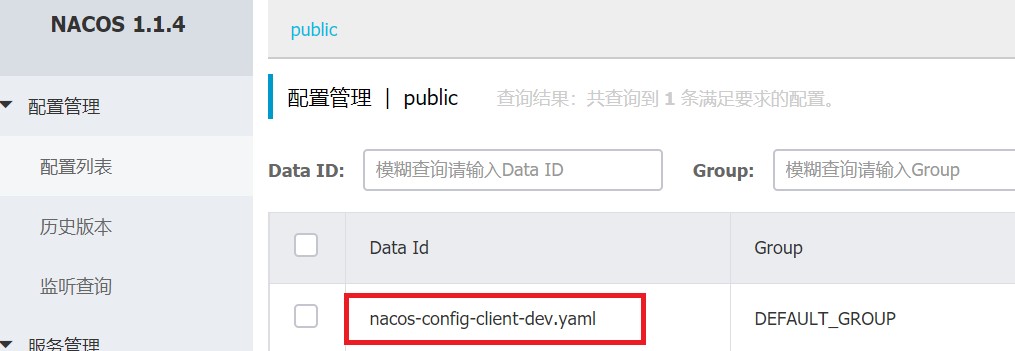 NACOS 1.1.4
public
配置管理
配置管理 | public 查询结果：共查询到 1 条满足要求的配置。
配置列表
Data ID: 模糊查询请输入Data ID Group: 模糊查询请输入Group
历史版本
Data Id Group
监听查询
nacos-config-client-dev.yaml DEFAULT_GROUP
服务管理